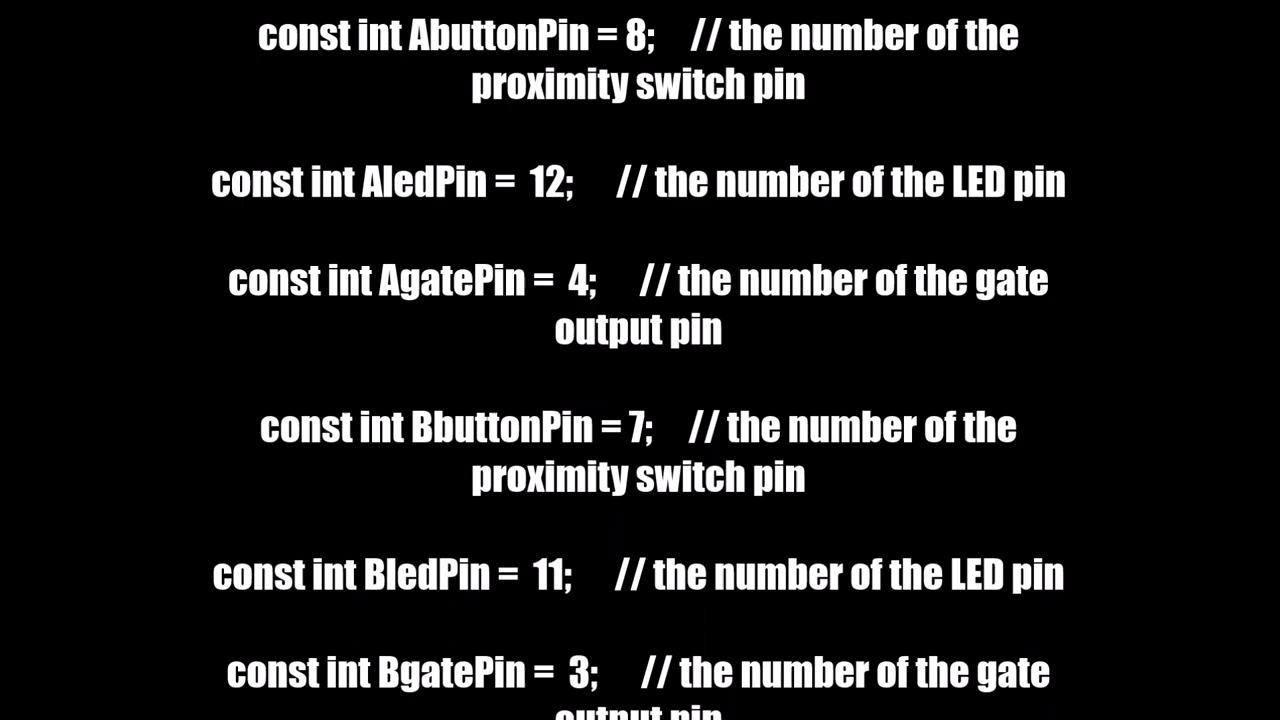 const int AbuttonPin = 8;     // the number of the
proximity switch pin
const int AledPin =  12;      // the number of the LED pin
const int AgatePin =  4;      // the number of the gate
output pin
const int BbuttonPin = 7;     // the number of the
proximity switch pin
const int BledPin =  11;      // the number of the LED pin
const int BgatePin =  3;      // the number of the gate
output pin